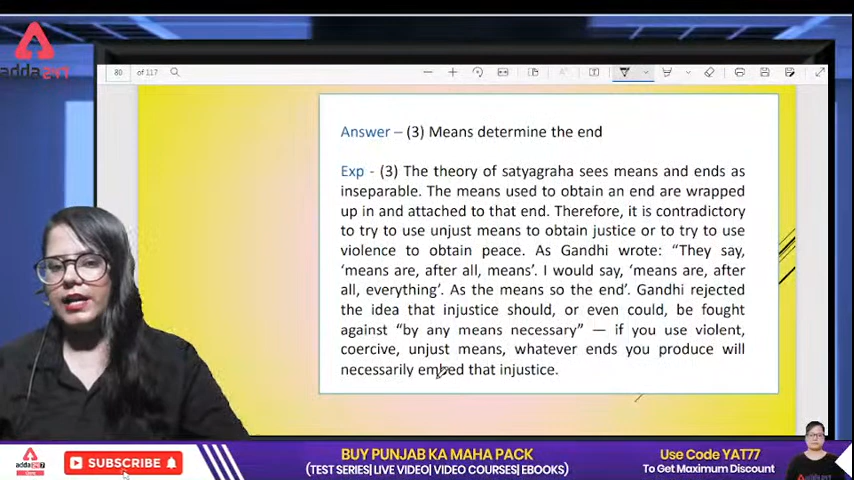 adda247
80 of 117
Answer – (3) Means determine the end
Exp - (3) The theory of satyagraha sees means and ends as
inseparable. The means used to obtain an end are wrapped
up in and attached to that end. Therefore, it is contradictory
to try to use unjust means to obtain justice or to try to use
violence to obtain peace. As Gandhi wrote: “They say,
‘means are, after all, means’. I would say, ‘means are, after
all, everything’. As the means so the end’. Gandhi rejected
the idea that injustice should, or even could, be fought
against “by any means necessary” — if you use violent,
coercive, unjust means, whatever ends you produce will
necessarily embed that injustice.
adda247
SUBSCRIBE
BUY PUNJAB KA MAHA PACK
(TEST SERIES| LIVE VIDEO| VIDEO COURSES| EBOOKS)
Use Code YAT77
To Get Maximum Discount